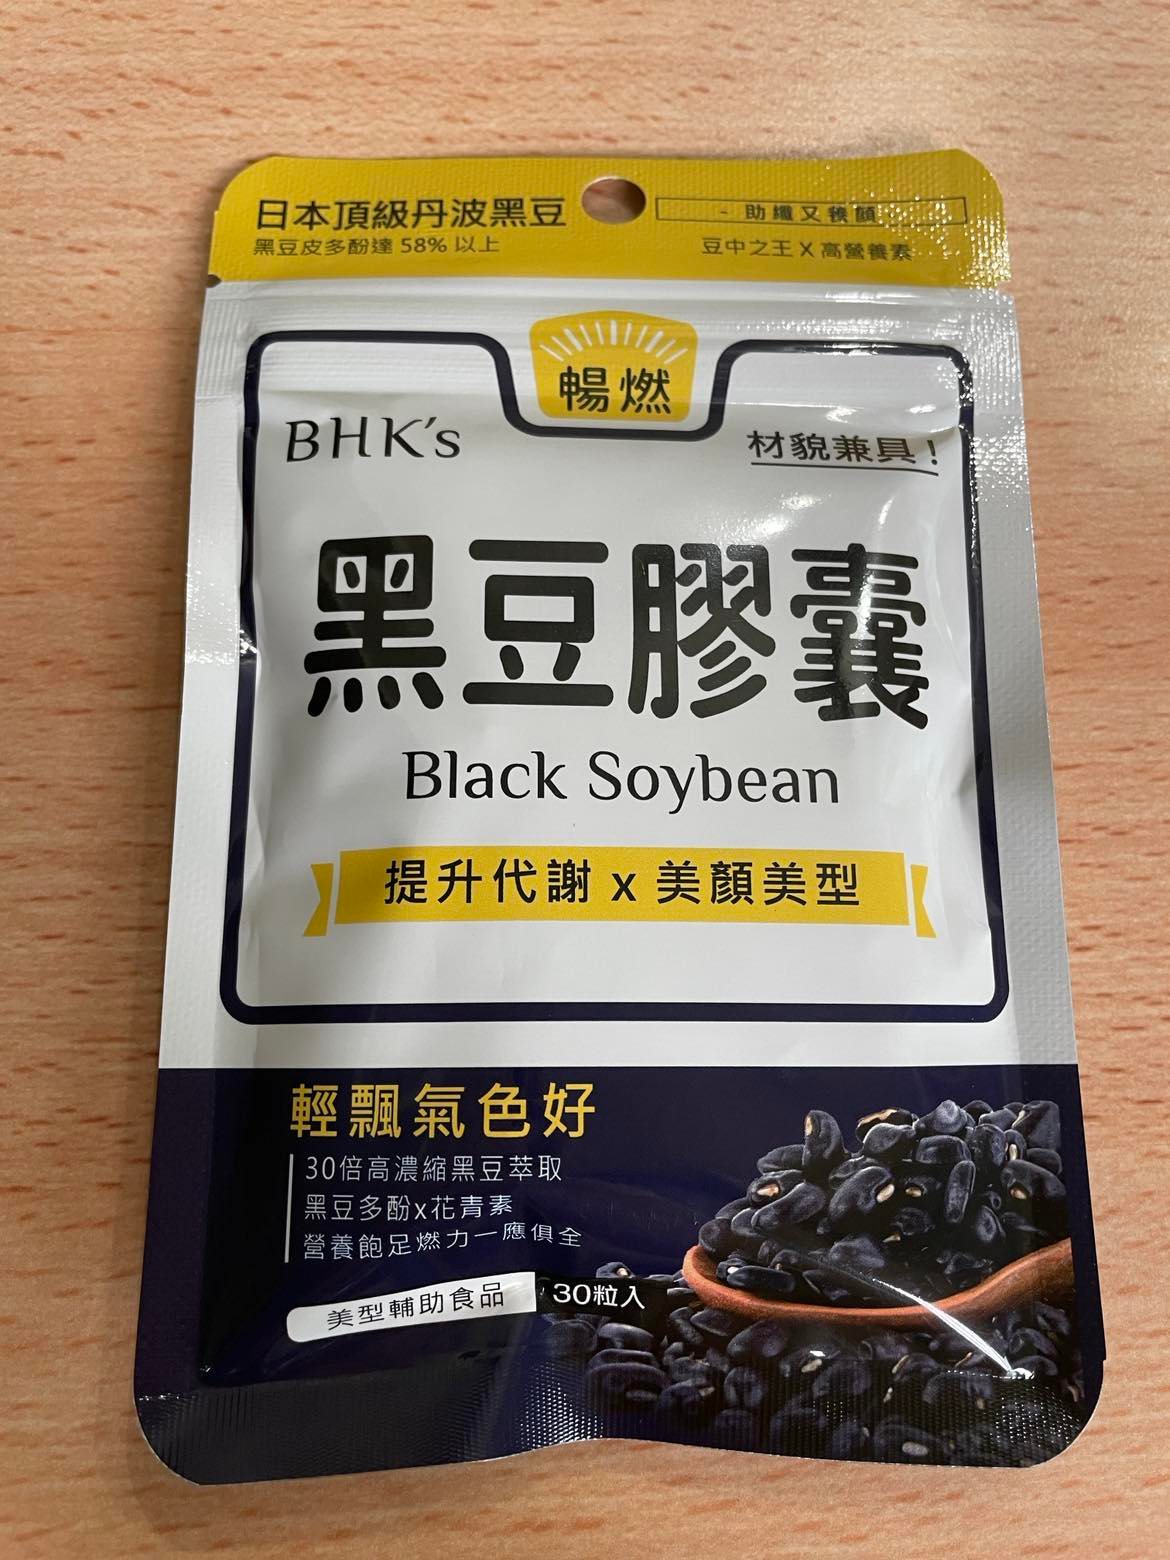 日本頂級丹波黑豆
黑豆皮多酚達 58% 以上
- 助纖又養顏
豆中之王 X 高營養素
暢燃
BHK's
材貌兼具!
黑豆膠囊
Black Soybean
提升代謝 x 美顏美型
輕飄氣色好
30倍高濃縮黑豆萃取
黑豆多酚x花青素
營養飽足燃力一應俱全
美型輔助食品
30粒入